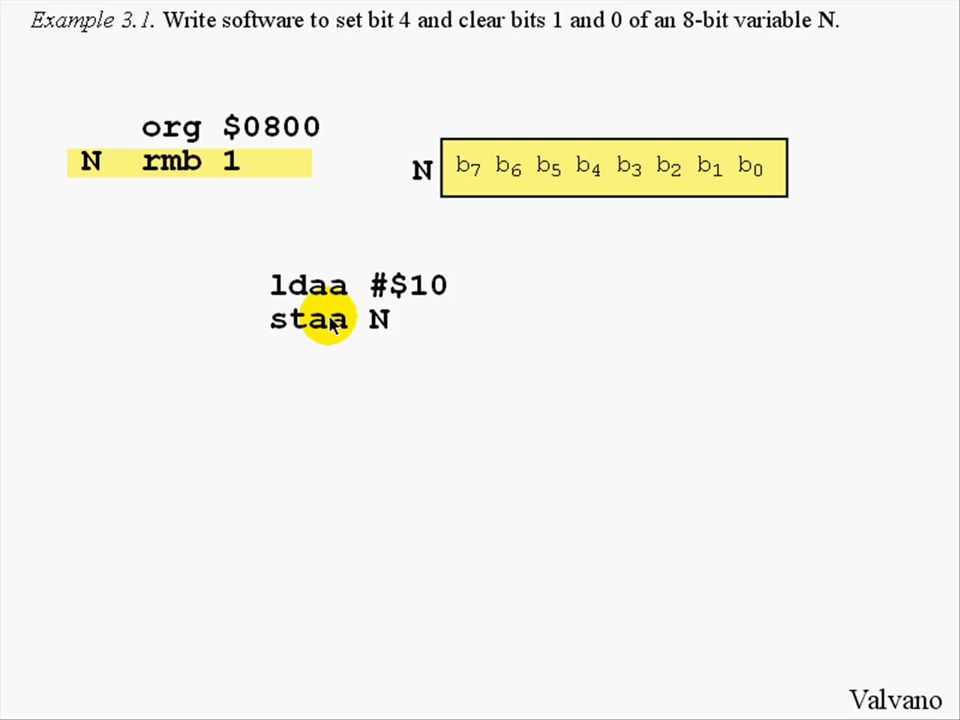 Example 3.1. Write software to set bit 4 and clear bits 1 and 0 of an 8-bit variable N.
org $0800
N rmb 1
N b7 b6 b5 b4 b3 b2 b1 b0
ldaa #$10
staa N
Valvano